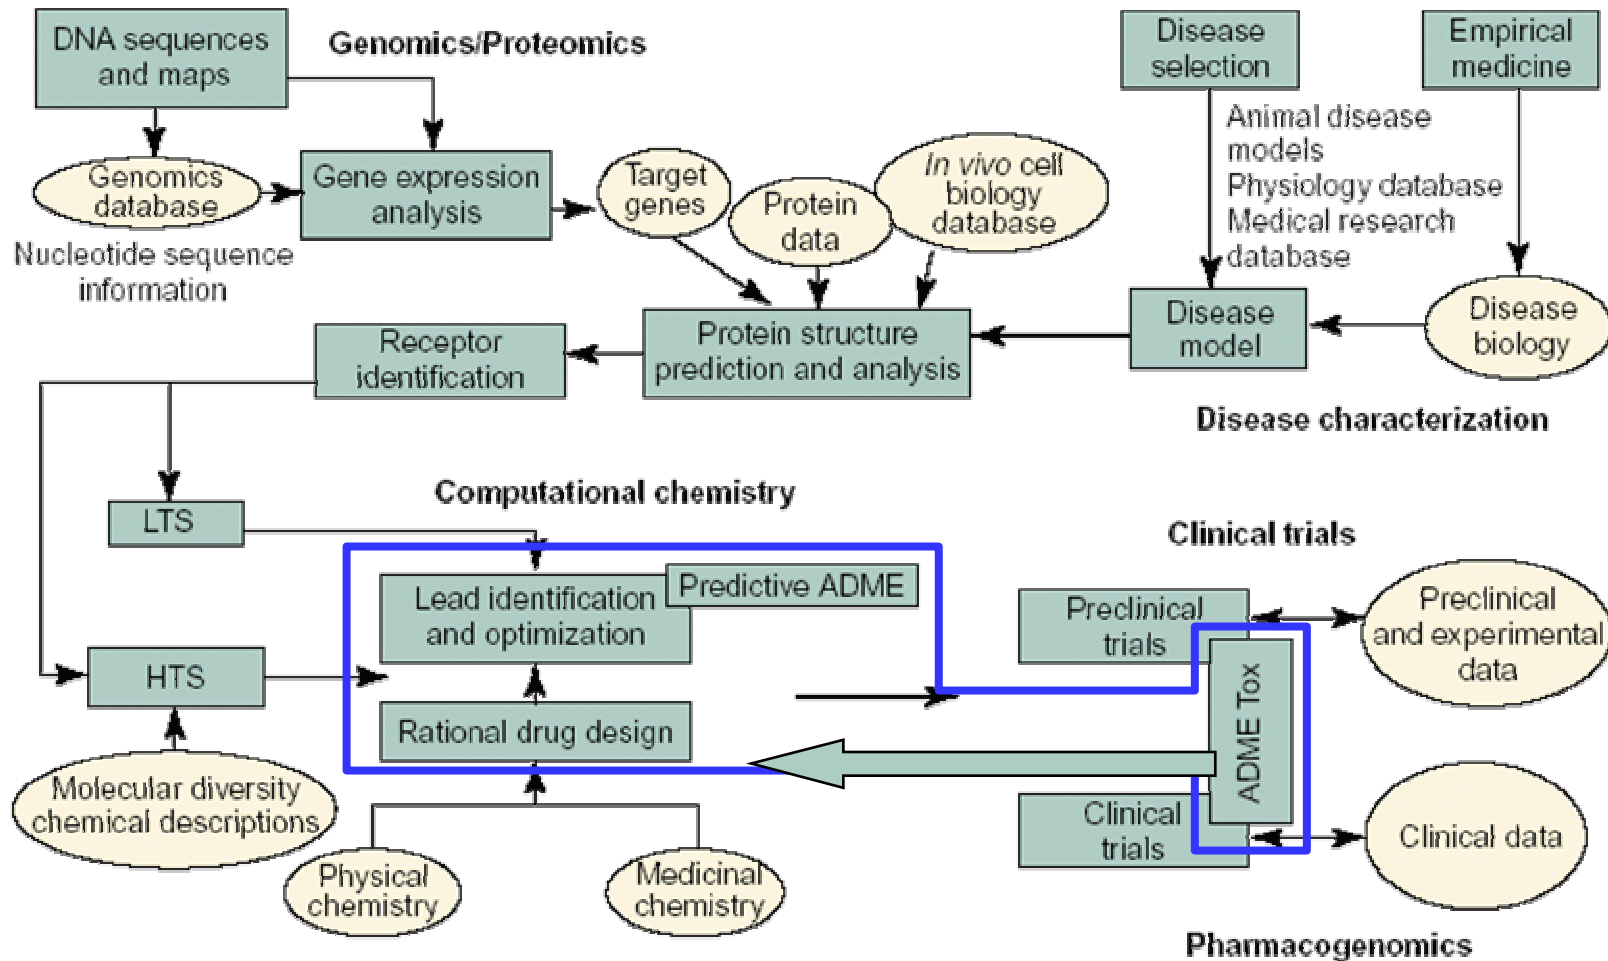 DNA sequences
and maps
Genomics/Proteomics
Disease
selection
Empirical
medicine
Genomics
database
Gene expression
analysis
Target
genes
Protein
data
In vivo cell
biology
database
Animal disease
models
Physiology database
Medical research
database
Nucleotide sequence
information
Receptor
identification
Protein structure
prediction and analysis
Disease
model
Disease
biology
Disease characterization
LTS
Computational chemistry
Clinical trials
Lead identification
and optimization
Predictive ADME
Preclinical
trials
Preclinical
and experimental
data
HTS
Rational drug design
ADME Tox
Molecular diversity
chemical descriptions
Clinical
trials
Clinical data
Physical
chemistry
Medicinal
chemistry
Pharmacogenomics